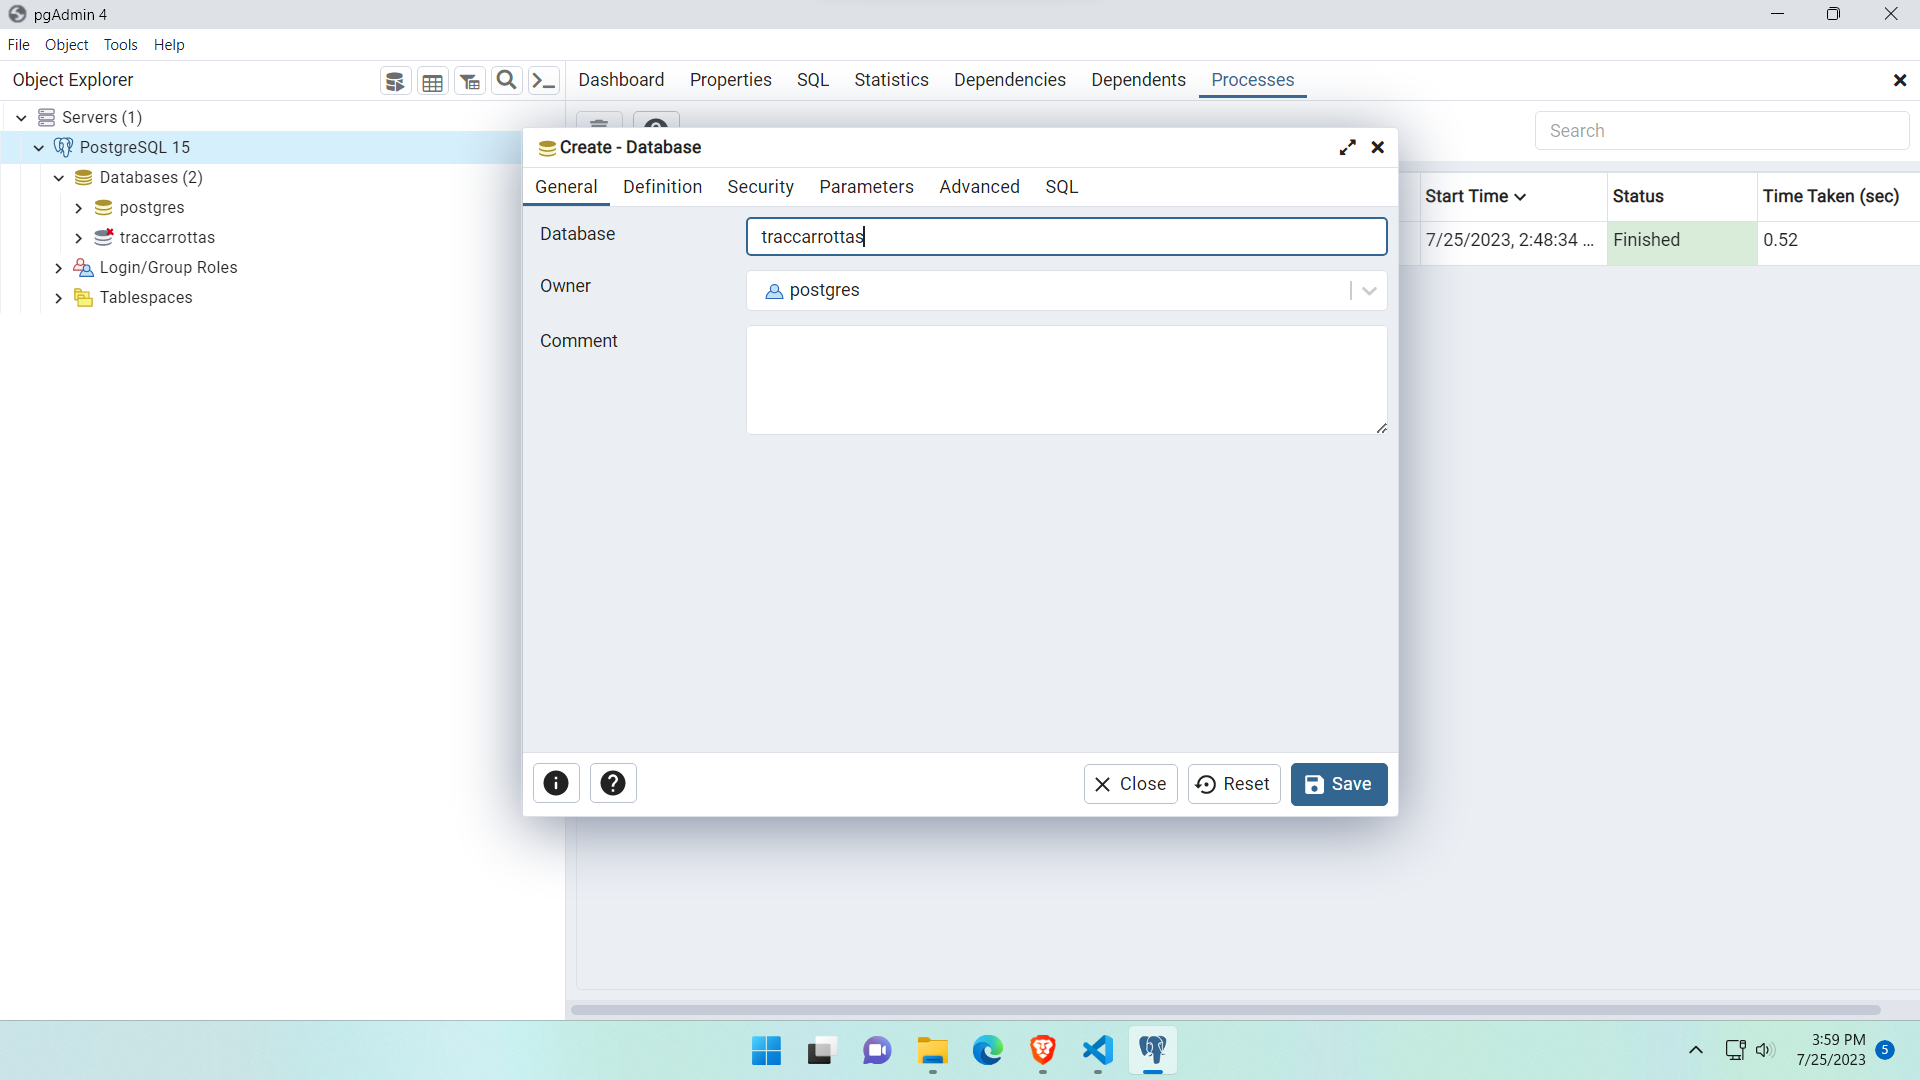 pgAdmin 4
File Object Tools Help
Object Explorer
Dashboard Properties SQL Statistics Dependencies Dependents Processes
Servers (1)
PostgreSQL 15
Databases (2)
postgres
traccarrottas
Login/Group Roles
Tablespaces
Search
Start Time Status Time Taken (sec)
7/25/2023, 2:48:34 ... Finished 0.52
Create - Database
General Definition Security Parameters Advanced SQL
Database traccarrottas
Owner postgres
Comment
Close Reset Save
3:59 PM
7/25/2023 5